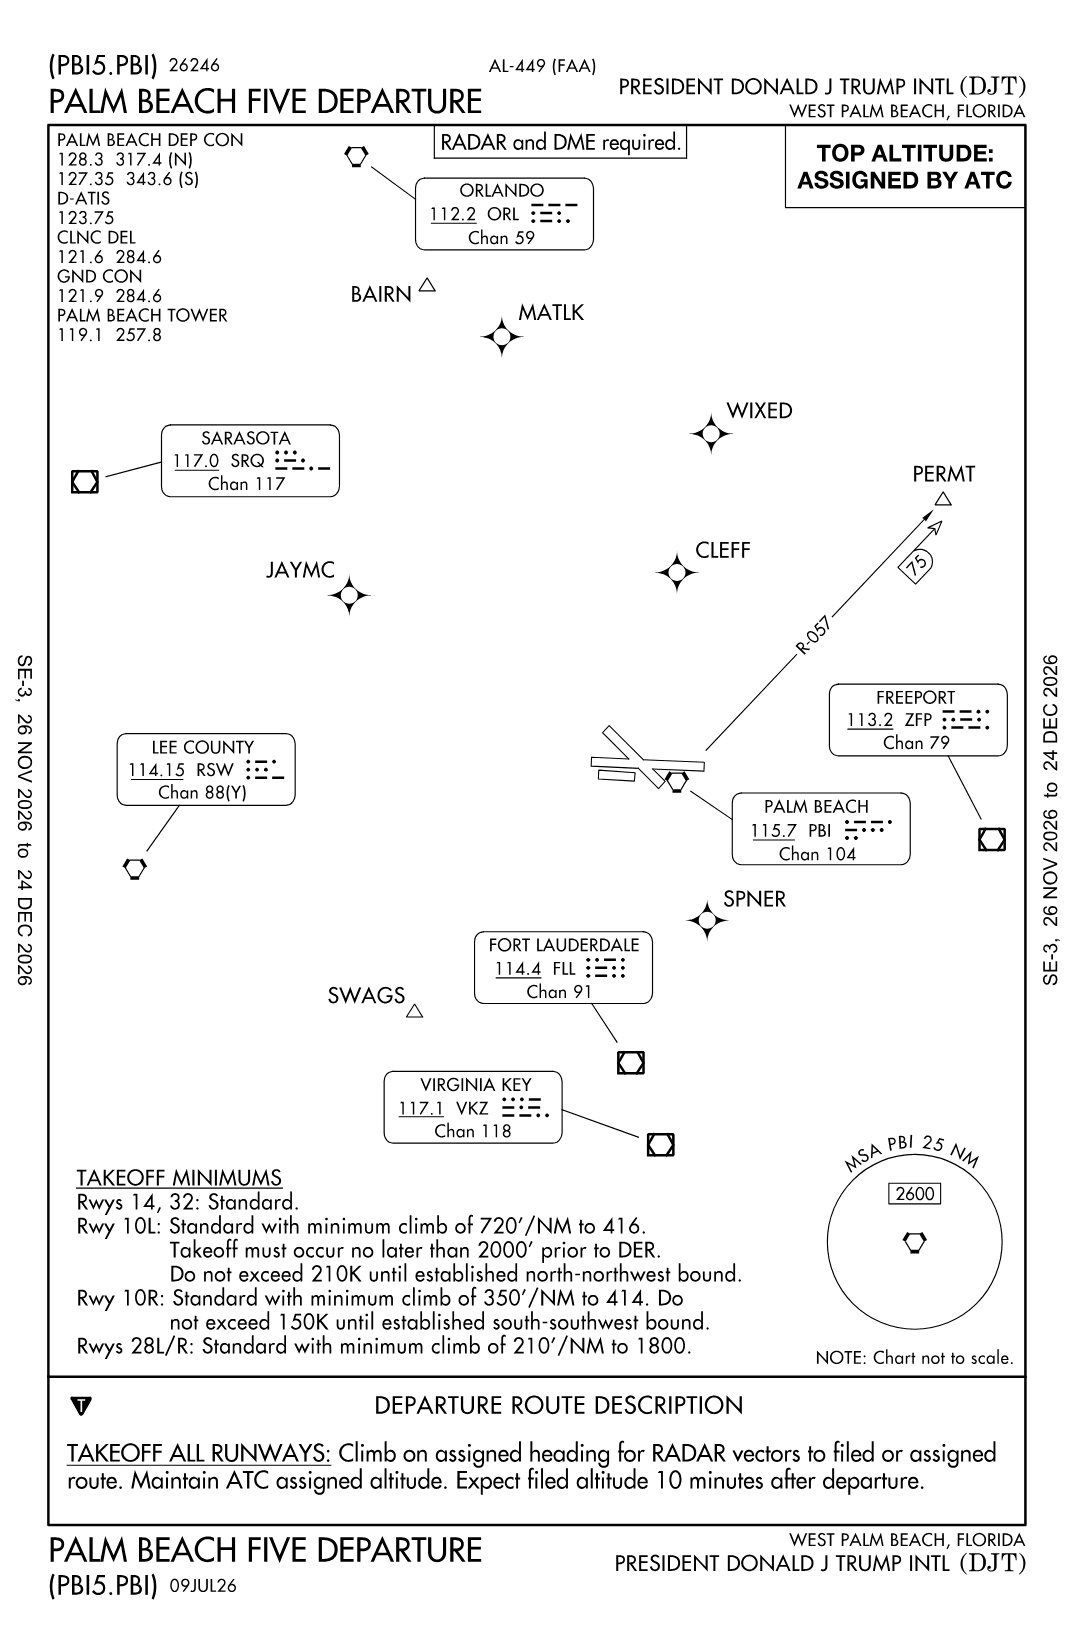 (PBI5.PBI) 26246
AL-449 (FAA)
PALM BEACH FIVE DEPARTURE
PRESIDENT DONALD J TRUMP INTL (DJT)
WEST PALM BEACH, FLORIDA
PALM BEACH DEP CON
128.3 317.4 (N)
127.35 343.6 (S)
D-ATIS
123.75
CLNC DEL
121.6 284.6
GND CON
121.9 284.6
PALM BEACH TOWER
119.1 257.8
RADAR and DME required.
TOP ALTITUDE:
ASSIGNED BY ATC
ORLANDO
112.2 ORL
Chan 59
BAIRN
MATLK
WIXED
SARASOTA
117.0 SRQ
Chan 117
PERMT
75
CLEFF
JAYMC
R-057
FREEPORT
113.2 ZFP
Chan 79
LEE COUNTY
114.15 RSW
Chan 88(Y)
PALM BEACH
115.7 PBI
Chan 104
SPNER
FORT LAUDERDALE
114.4 FLL
Chan 91
SWAGS
VIRGINIA KEY
117.1 VKZ
Chan 118
MSA PBI 25 NM
2600
TAKEOFF MINIMUMS
Rwys 14, 32: Standard.
Rwy 10L: Standard with minimum climb of 720'/NM to 416.
Takeoff must occur no later than 2000' prior to DER.
Do not exceed 210K until established north-northwest bound.
Rwy 10R: Standard with minimum climb of 350'/NM to 414. Do
not exceed 150K until established south-southwest bound.
Rwys 28L/R: Standard with minimum climb of 210'/NM to 1800.
NOTE: Chart not to scale.
T
DEPARTURE ROUTE DESCRIPTION
TAKEOFF ALL RUNWAYS: Climb on assigned heading for RADAR vectors to filed or assigned
route. Maintain ATC assigned altitude. Expect filed altitude 10 minutes after departure.
PALM BEACH FIVE DEPARTURE
(PBI5.PBI) 09JUL26
WEST PALM BEACH, FLORIDA
PRESIDENT DONALD J TRUMP INTL (DJT)
SE-3, 26 NOV 2026 to 24 DEC 2026
SE-3, 26 NOV 2026 to 24 DEC 2026